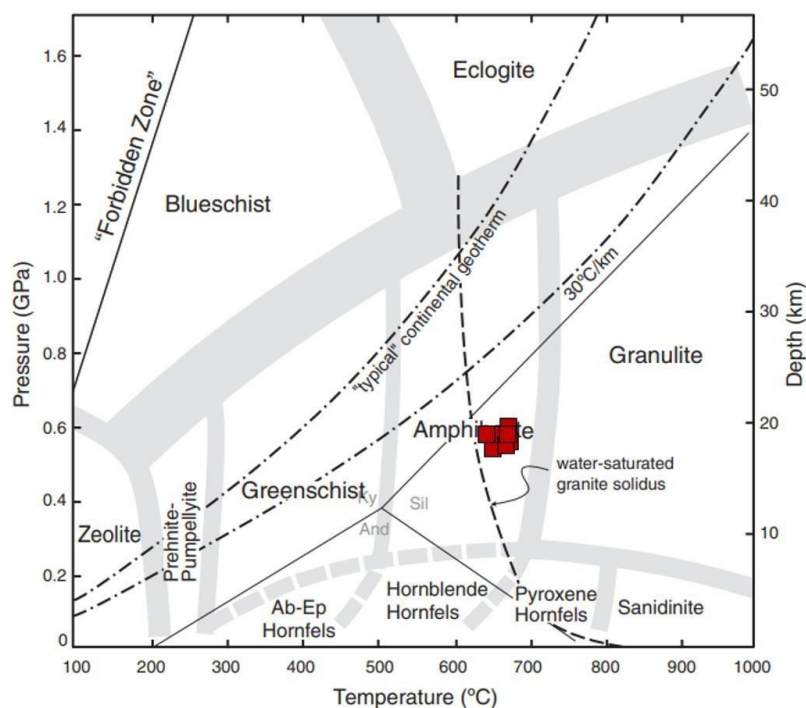 1.6
1.4
1.2
1.0
0.8
0.6
0.4
0.2
0
Pressure (GPa)
"Forbidden Zone"
Eclogite
Blueschist
"typical" continental geotherm
30°C/km
Granulite
Amphibolite
Greenschist
Ky
Sil
And
water-saturated
granite solidus
Zeolite
Prehnite-
Pumpellyite
Ab-Ep
Hornfels
Hornblende
Hornfels
Pyroxene
Hornfels
Sanidinite
50
40
30
20
10
Depth (km)
100
200
300
400
500
600
700
800
900
1000
Temperature (ºC)